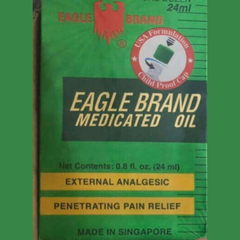 24ml
EAGLE
BRAND
USA Formulation
Child Proof Cap
EAGLE BRAND
MEDICATED OIL
Net Contents: 0.8 fl. oz. (24 ml)
EXTERNAL ANALGESIC
PENETRATING PAIN RELIEF
MADE IN SINGAPORE